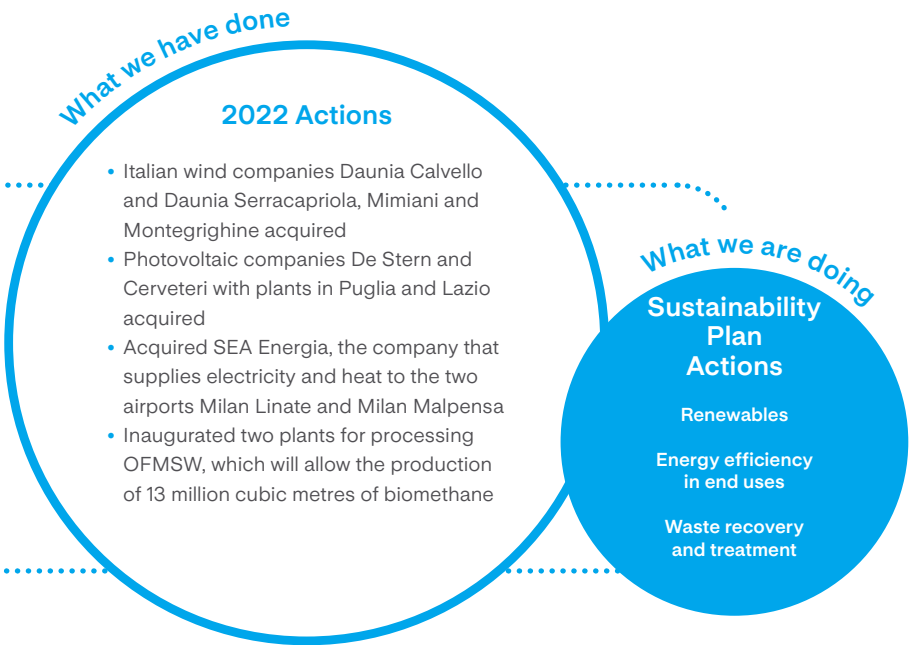 What we have done
2022 Actions
• Italian wind companies Daunia Calvello
and Daunia Serracapriola, Mimiani and
Montegrighine acquired
• Photovoltaic companies De Stern and
Cerveteri with plants in Puglia and Lazio
acquired
• Acquired SEA Energia, the company that
supplies electricity and heat to the two
airports Milan Linate and Milan Malpensa
• Inaugurated two plants for processing
OFMSW, which will allow the production
of 13 million cubic metres of biomethane
What we are doing
Sustainability
Plan
Actions
Renewables
Energy efficiency
in end uses
Waste recovery
and treatment